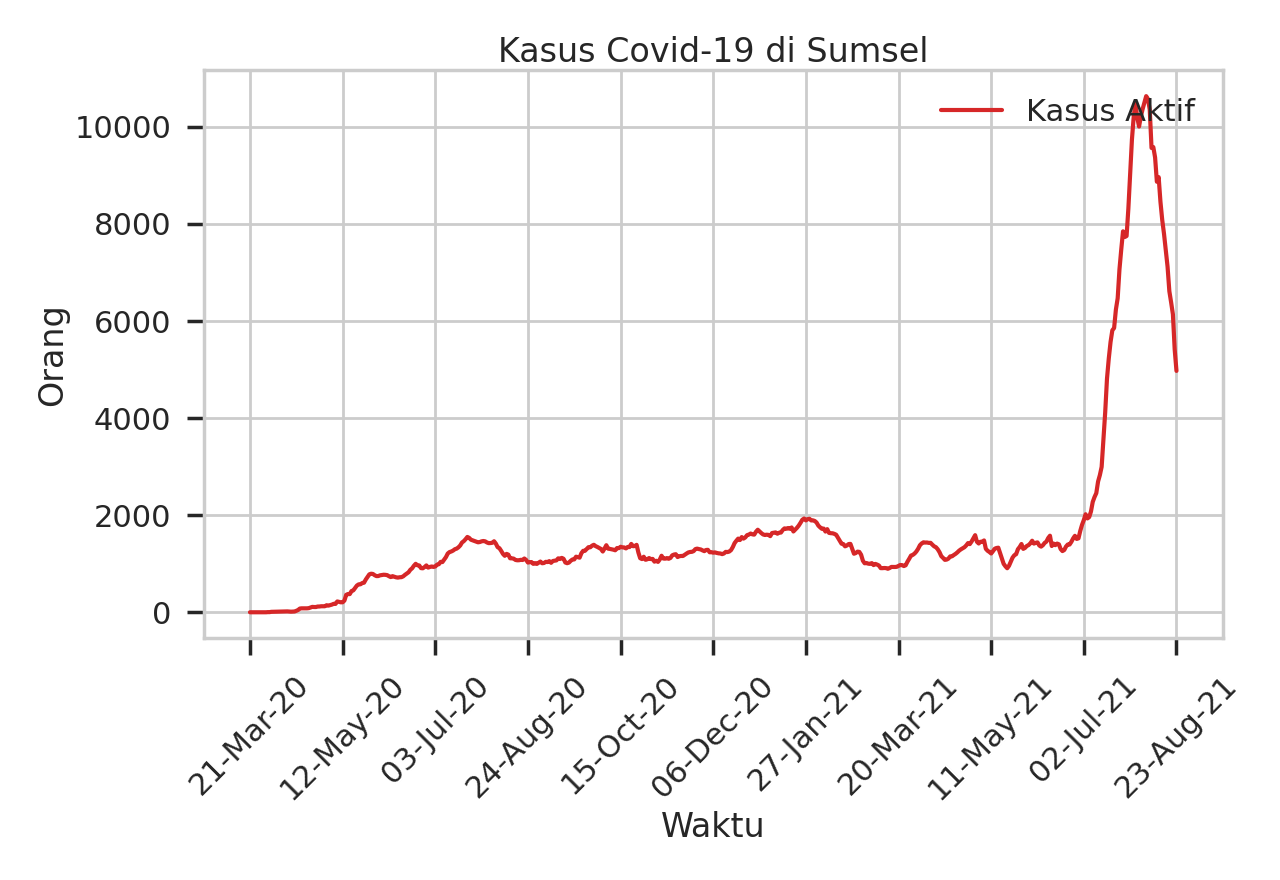 Kasus Covid-19 di Sumsel
Kasus Aktif
Orang
10000
8000
6000
4000
2000
0
21-Mar-20
12-May-20
03-Jul-20
24-Aug-20
15-Oct-20
06-Dec-20
27-Jan-21
20-Mar-21
11-May-21
02-Jul-21
23-Aug-21
Waktu